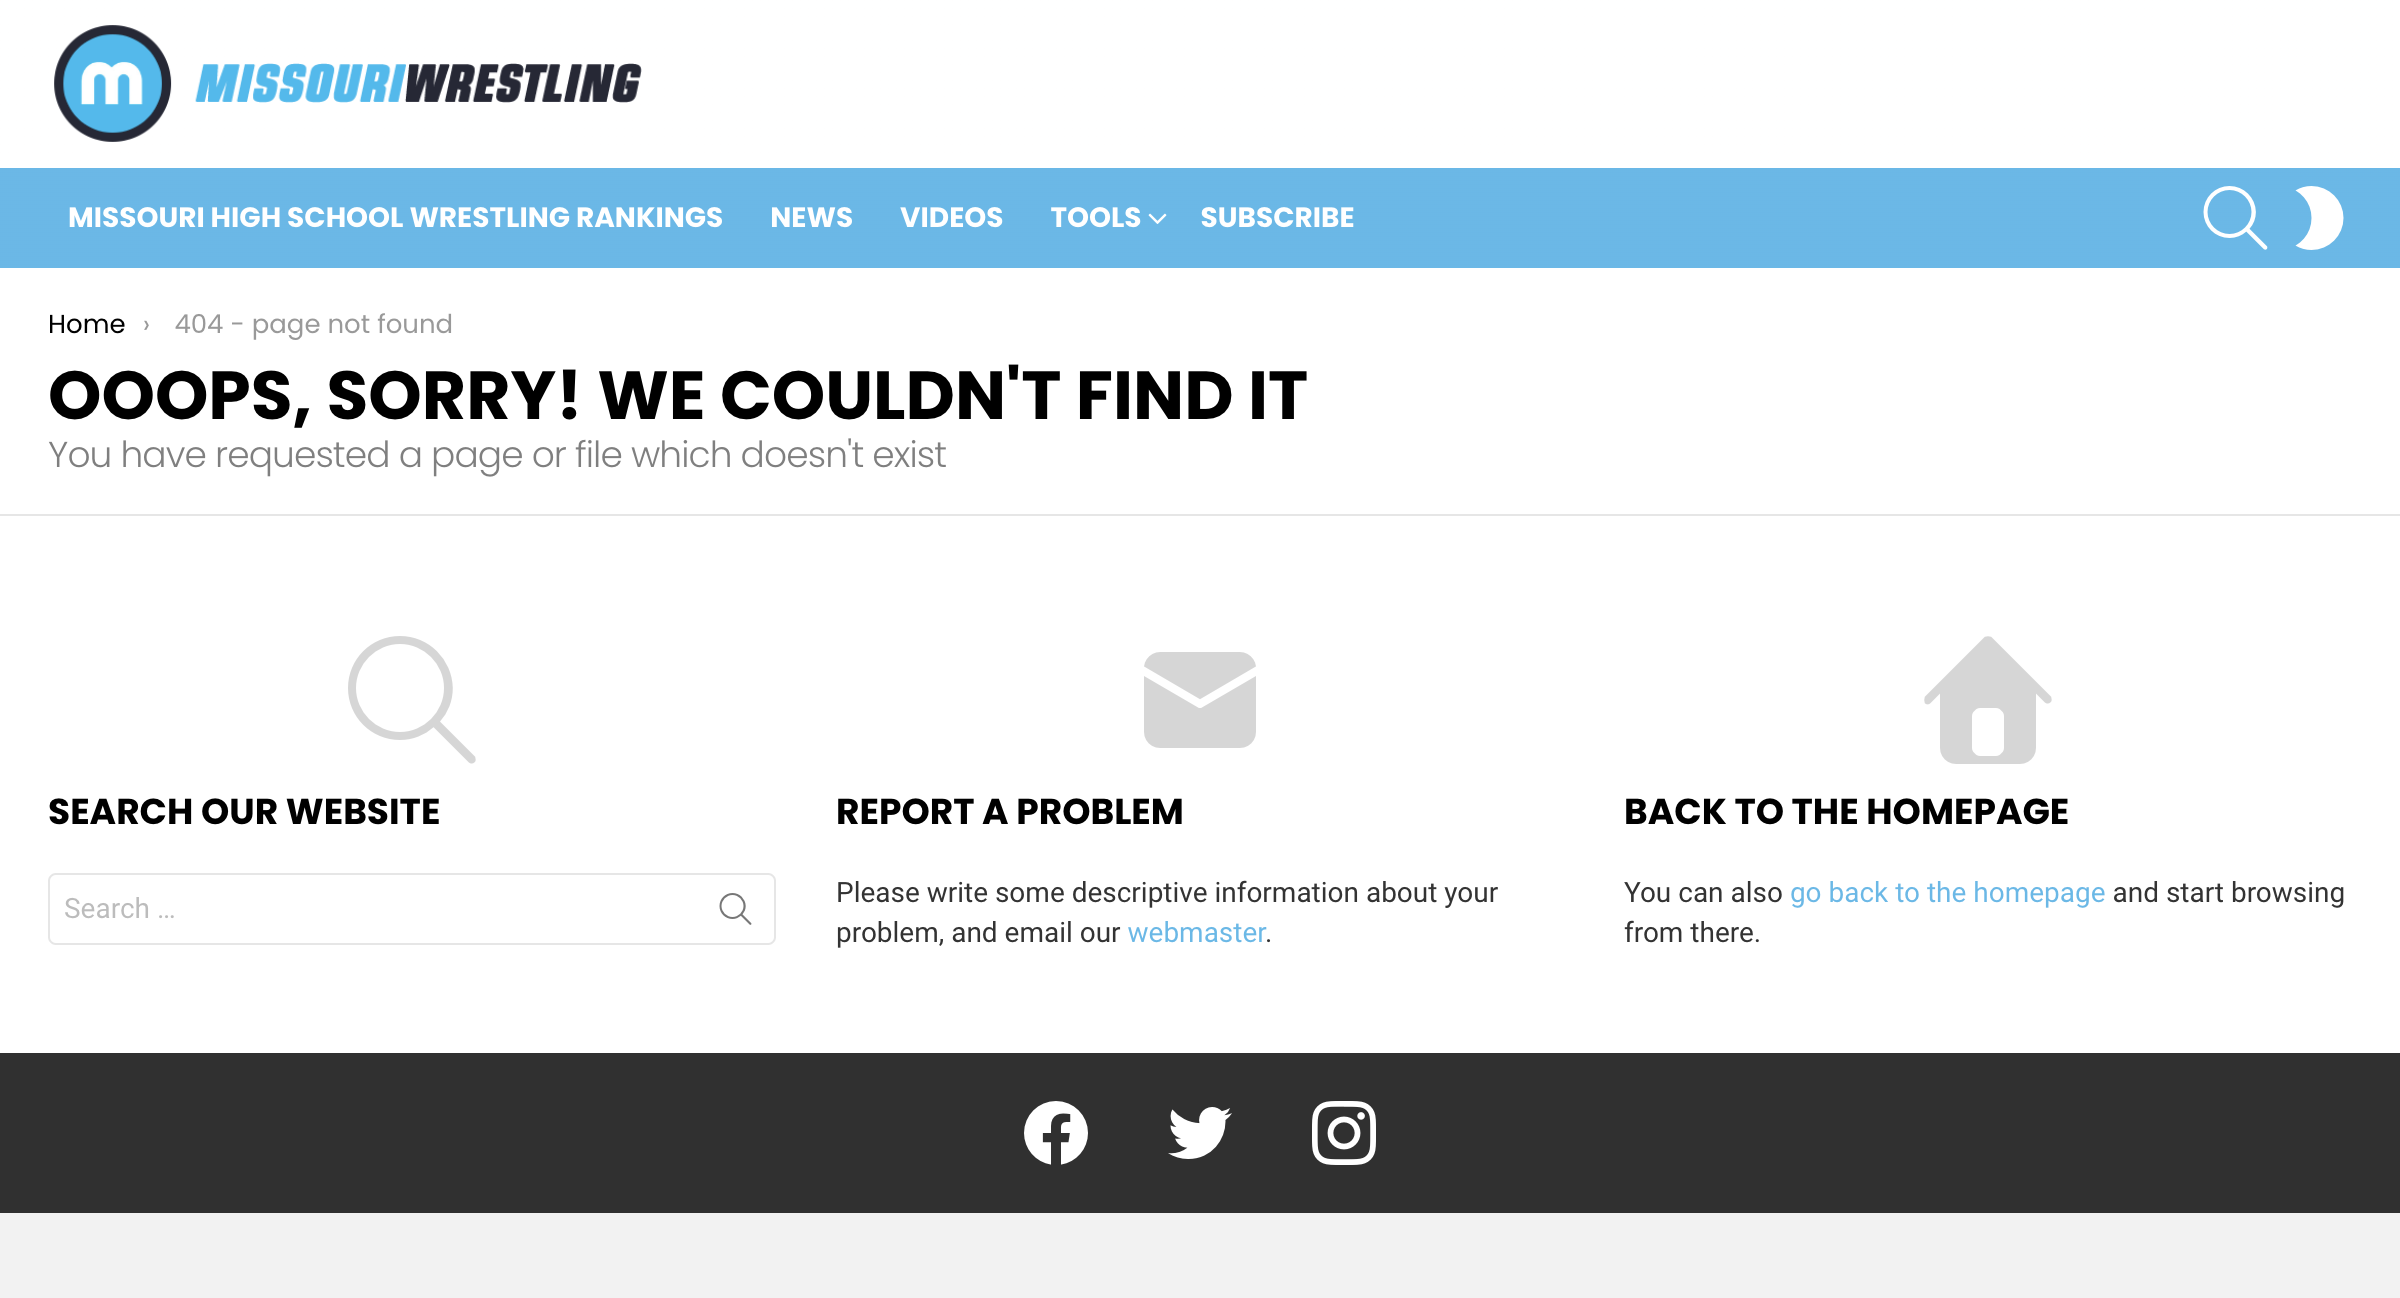 m MISSOURIWRESTLING
MISSOURI HIGH SCHOOL WRESTLING RANKINGS NEWS VIDEOS TOOLS SUBSCRIBE
Home › 404 - page not found
OOOPS, SORRY! WE COULDN'T FIND IT
You have requested a page or file which doesn't exist
SEARCH OUR WEBSITE
Search …
REPORT A PROBLEM
Please write some descriptive information about your
problem, and email our webmaster.
BACK TO THE HOMEPAGE
You can also go back to the homepage and start browsing
from there.